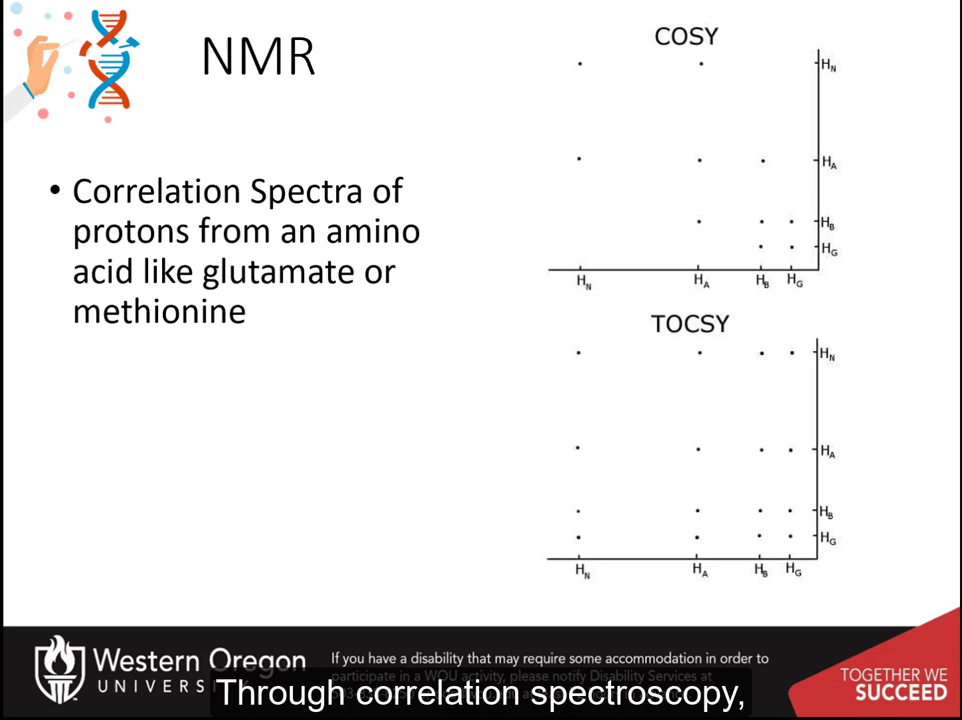 NMR
• Correlation Spectra of
protons from an amino
acid like glutamate or
methionine
COSY
H_N
H_A
H_B
H_G
H_N H_A H_B H_G
TOCSY
H_N
H_A
H_B
H_G
H_N H_A H_B H_G
Western Oregon
UNIVERS
If you have a disability that may require some accommodation in order to
participate in a WOU activity, please notify Disability Services at
Through correlation spectroscopy,
TOGETHER WE
SUCCEED